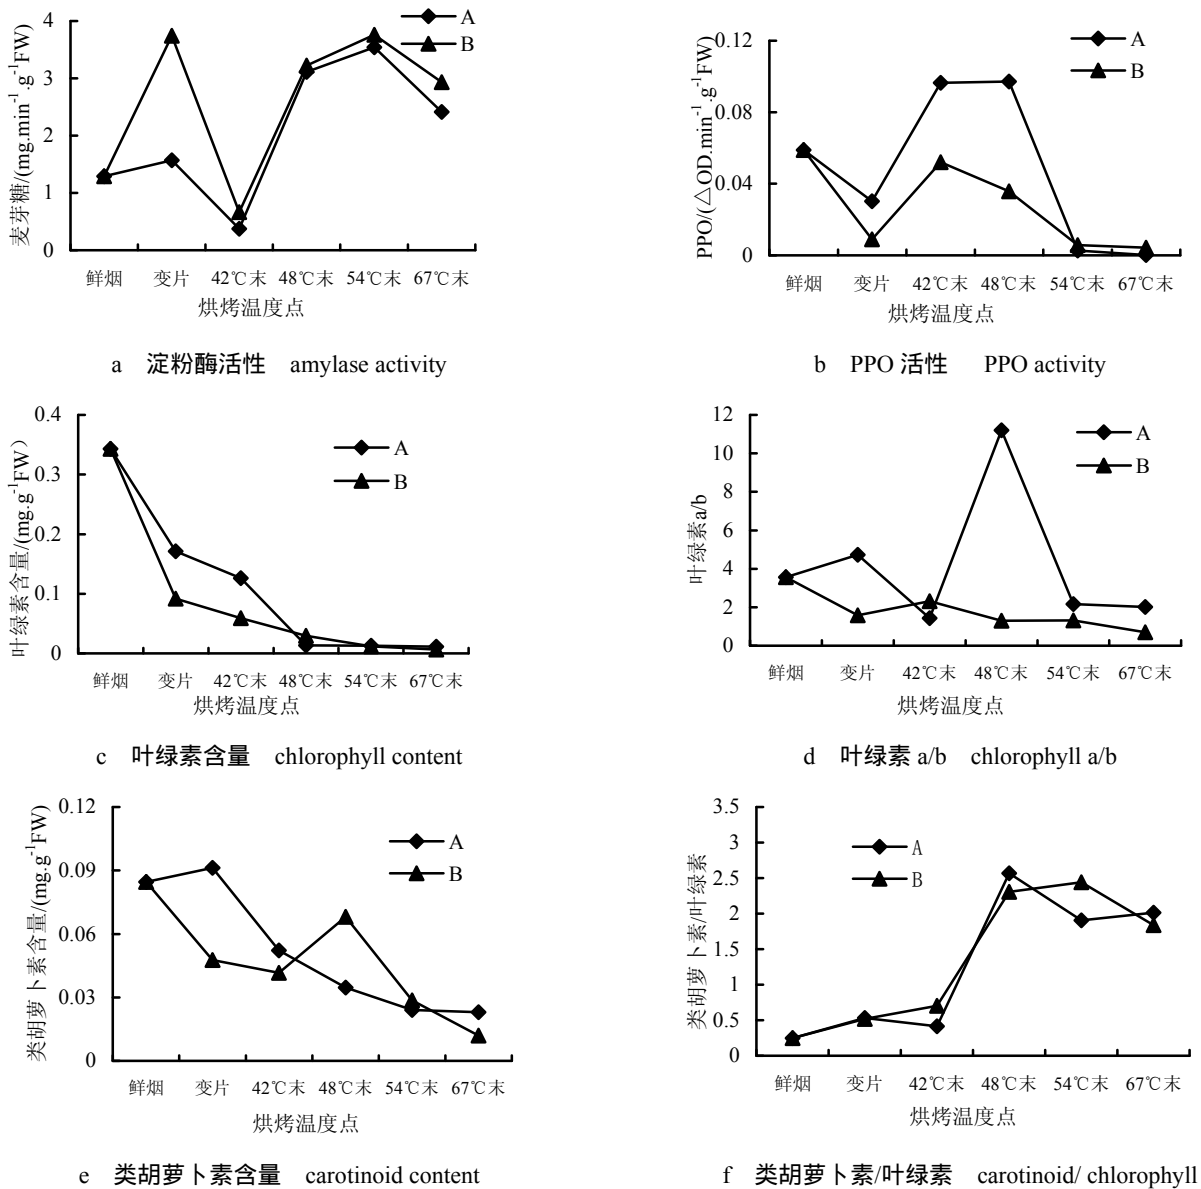 4
3
2
1
0
麦芽糖/(mg.min⁻¹.g⁻¹FW)
A
B
鲜烟 变片 42℃末 48℃末 54℃末 67℃末
烘烤温度点
a 淀粉酶活性 amylase activity
0.12
0.08
0.04
0
PPO/(△OD.min⁻¹.g⁻¹FW)
A
B
鲜烟 变片 42℃末 48℃末 54℃末 67℃末
烘烤温度点
b PPO 活性 PPO activity
0.4
0.3
0.2
0.1
0
叶绿素含量/(mg.g⁻¹FW）
A
B
鲜烟 变片 42℃末 48℃末 54℃末 67℃末
烘烤温度点
c 叶绿素含量 chlorophyll content
12
10
8
6
4
2
0
叶绿素a/b
A
B
鲜烟 变片 42℃末 48℃末 54℃末 67℃末
烘烤温度点
d 叶绿素 a/b chlorophyll a/b
0.12
0.09
0.06
0.03
0
类胡萝卜素含量/(mg.g⁻¹FW)
A
B
鲜烟 变片 42℃末 48℃末 54℃末 67℃末
烘烤温度点
e 类胡萝卜素含量 carotinoid content
3.5
3
2.5
2
1.5
1
0.5
0
类胡萝卜素/叶绿素
A
B
鲜烟 变片 42℃末 48℃末 54℃末 67℃末
烘烤温度点
f 类胡萝卜素/叶绿素 carotinoid/ chlorophyll